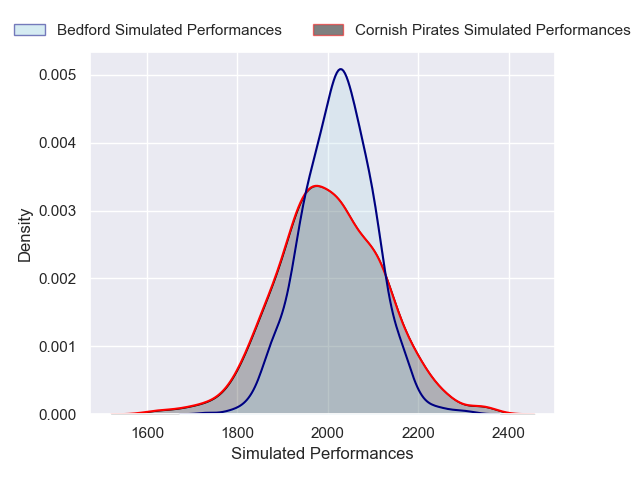 Bedford Simulated Performances
Cornish Pirates Simulated Performances
0.005
0.004
0.003
0.002
0.001
0.000
Density
1600
1800
2000
2200
2400
Simulated Performances